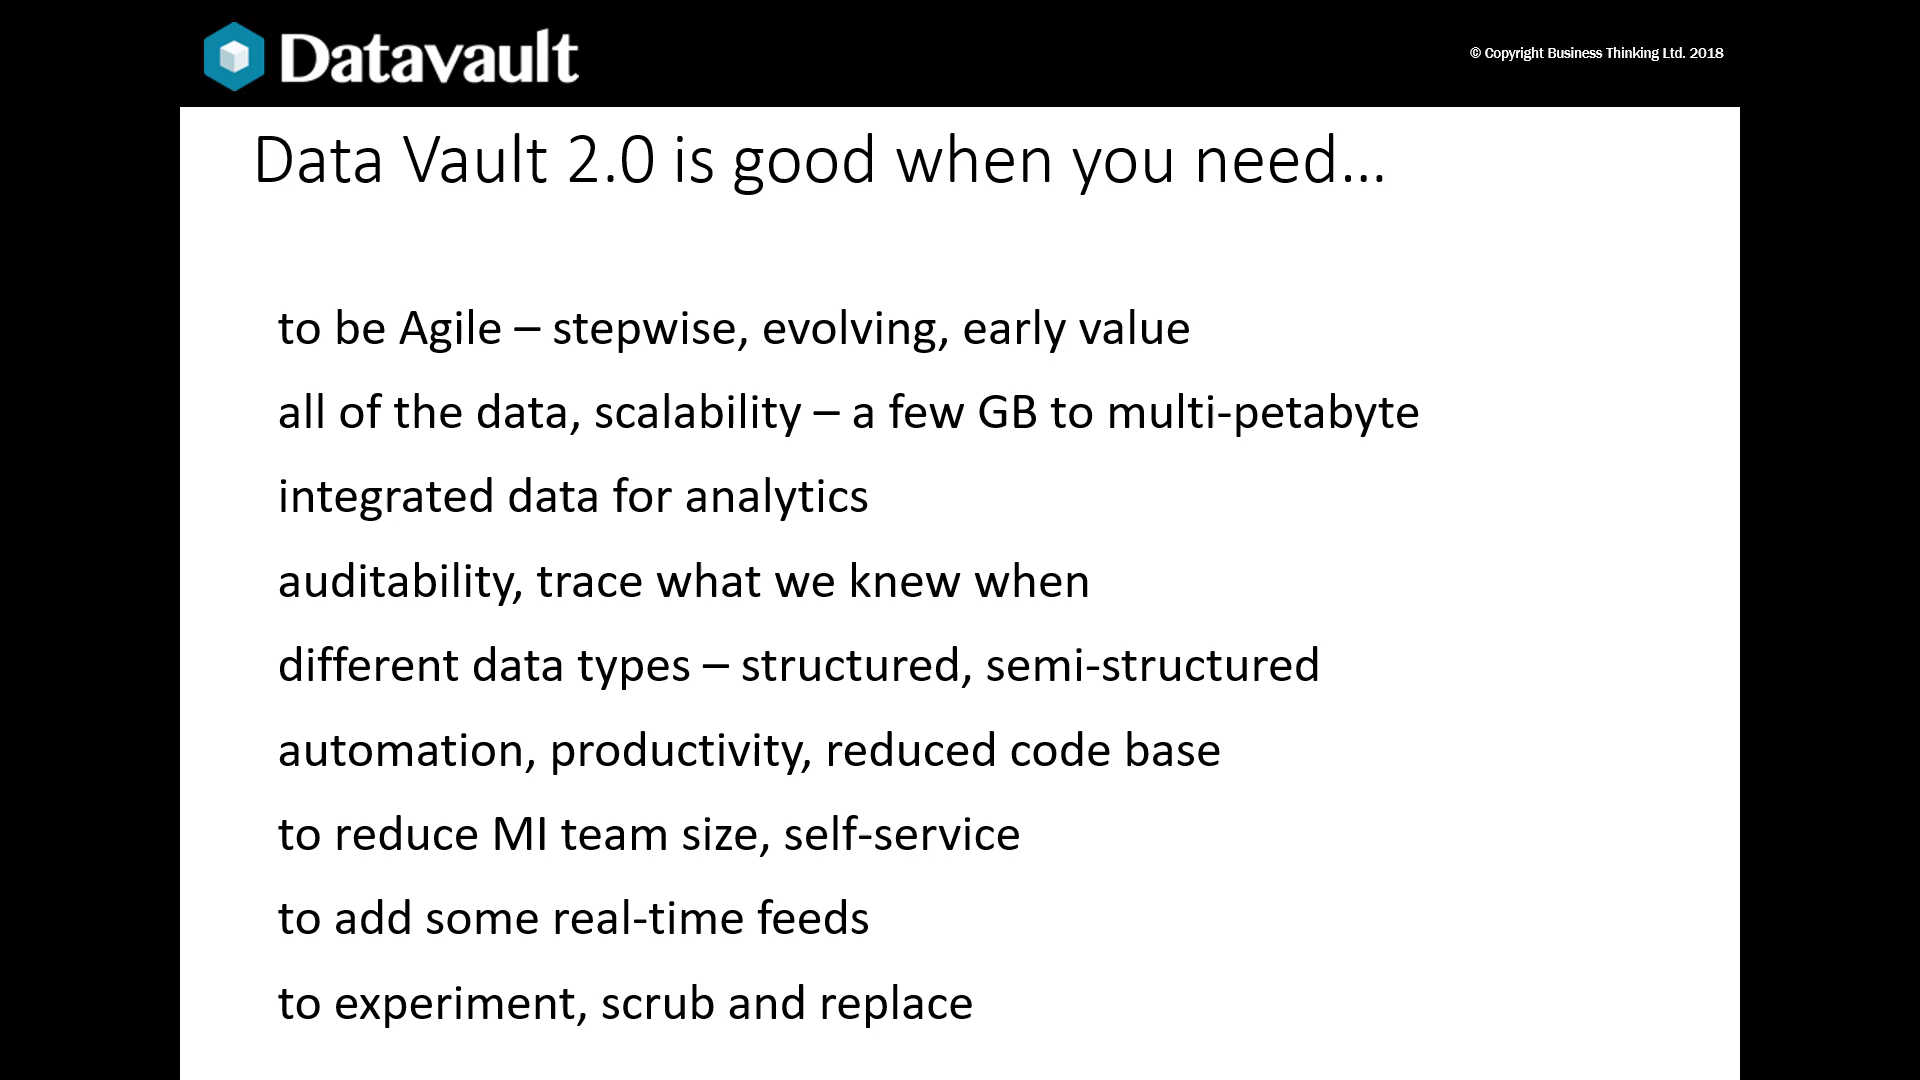 Datavault
© Copyright Business Thinking Ltd. 2018
Data Vault 2.0 is good when you need...
to be Agile – stepwise, evolving, early value
all of the data, scalability – a few GB to multi-petabyte
integrated data for analytics
auditability, trace what we knew when
different data types – structured, semi-structured
automation, productivity, reduced code base
to reduce MI team size, self-service
to add some real-time feeds
to experiment, scrub and replace